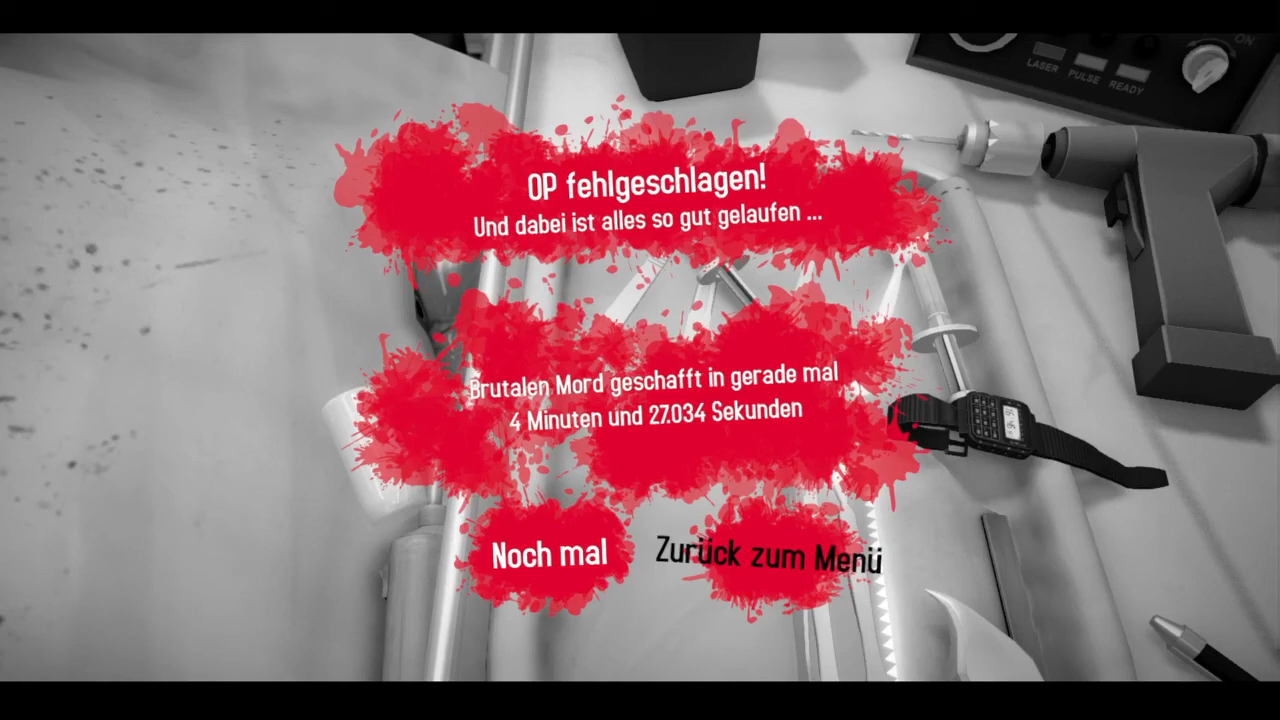 ON
LASER PULSE READY
OP fehlgeschlagen!
Und dabei ist alles so gut gelaufen ...
Brutalen Mord geschafft in gerade mal
4 Minuten und 27.034 Sekunden
Noch mal
Zurück zum Menü